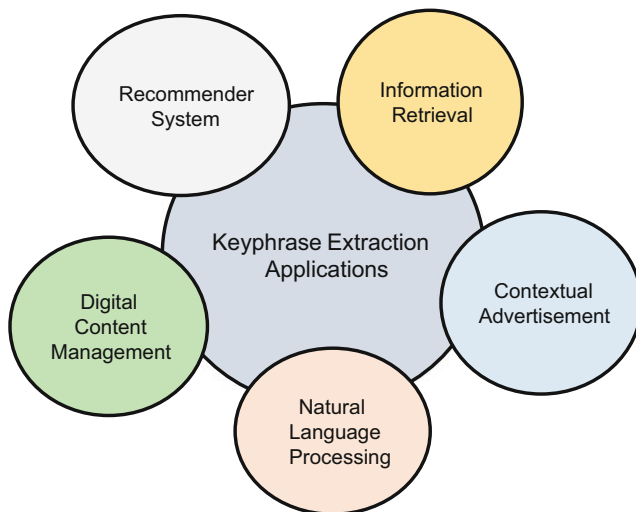 Recommender
System
Information
Retrieval
Keyphrase Extraction
Applications
Contextual
Advertisement
Digital
Content
Management
Natural
Language
Processing